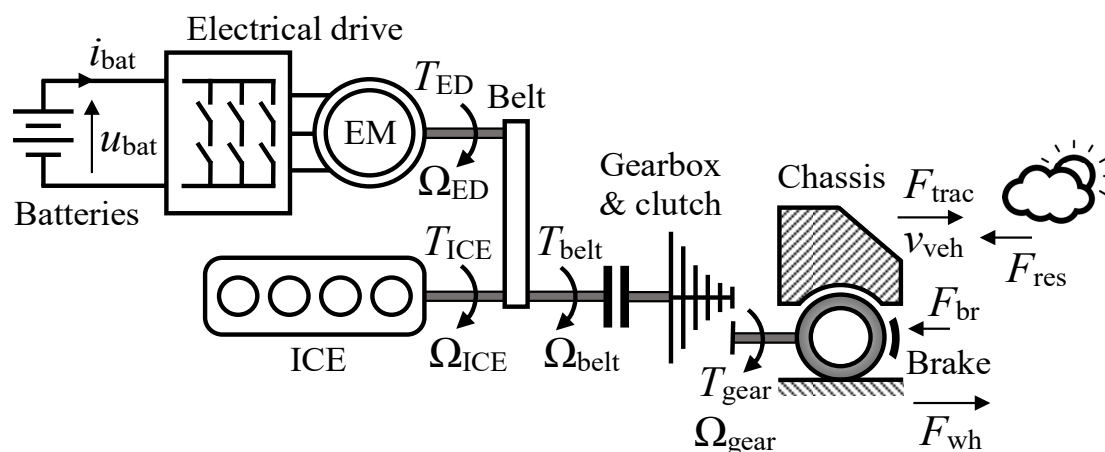 Electrical drive
i_bat
u_bat
Batteries
EM
T_ED
Ω_ED
Belt
T_ICE
Ω_ICE
ICE
T_belt
Ω_belt
Gearbox
& clutch
T_gear
Ω_gear
Chassis
F_trac
v_veh
F_res
F_br
Brake
F_wh